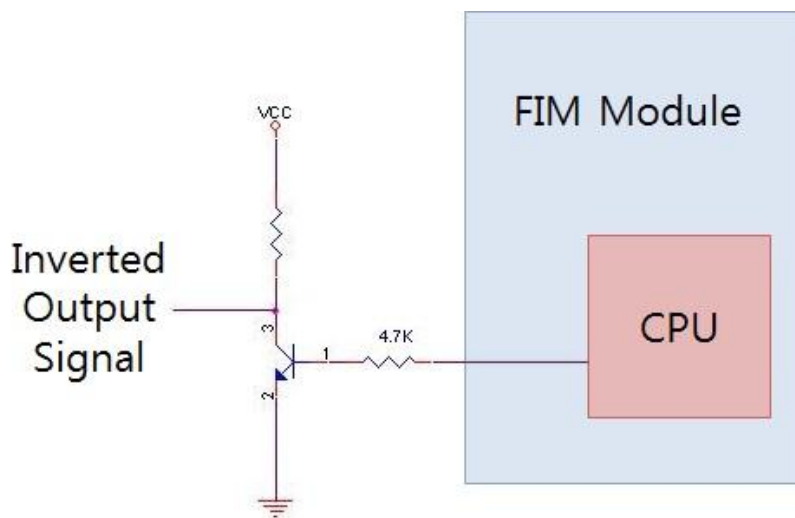 FIM Module
VCC
Inverted
Output
Signal
3
4.7K
1
CPU
2